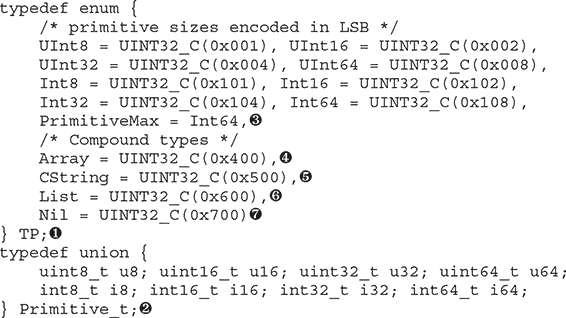 typedef enum {
/* primitive sizes encoded in LSB */
UInt8 = UINT32_C(0x001), UInt16 = UINT32_C(0x002),
UInt32 = UINT32_C(0x004), UInt64 = UINT32_C(0x008),
Int8 = UINT32_C(0x101), Int16 = UINT32_C(0x102),
Int32 = UINT32_C(0x104), Int64 = UINT32_C(0x108),
PrimitiveMax = Int64,❸
/* Compound types */
Array = UINT32_C(0x400),❹
CString = UINT32_C(0x500),❺
List = UINT32_C(0x600),❻
Nil = UINT32_C(0x700)❼
} TP;❶
typedef union {
uint8_t u8; uint16_t u16; uint32_t u32; uint64_t u64;
int8_t i8; int16_t i16; int32_t i32; int64_t i64;
} Primitive_t;❷